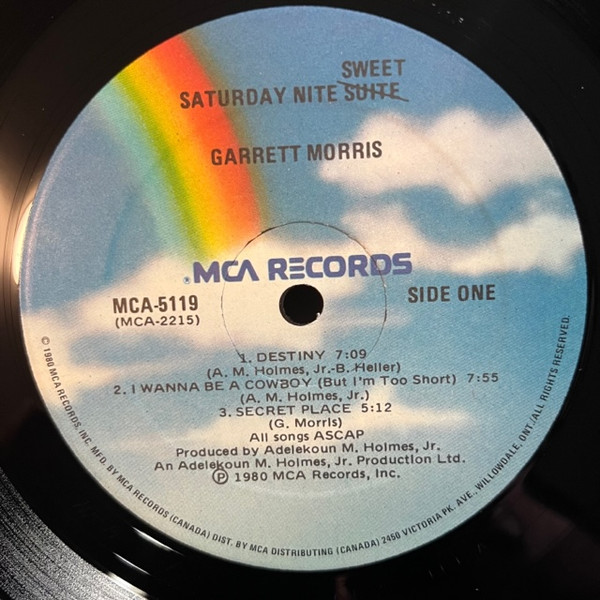 SWEET
SATURDAY NITE SUITE
GARRETT MORRIS
MCA RECORDS
MCA-5119
(MCA-2215)
SIDE ONE
1. DESTINY 7:09
(A. M. Holmes, Jr.-B. Heller)
2. I WANNA BE A COWBOY (But I'm Too Short) 7:55
(A. M. Holmes, Jr.)
3. SECRET PLACE 5:12
(G. Morris)
All songs ASCAP
Produced by Adelekoun M. Holmes, Jr.
An Adelekoun M. Holmes, Jr. Production Ltd.
℗ 1980 MCA Records, Inc.
© 1980 MCA RECORDS, INC. MFD. BY MCA RECORDS (CANADA) DIST. BY MCA DISTRIBUTING (CANADA) 2450 VICTORIA PK. AVE., WILLOWDALE, ONT./ALL RIGHTS RESERVED.